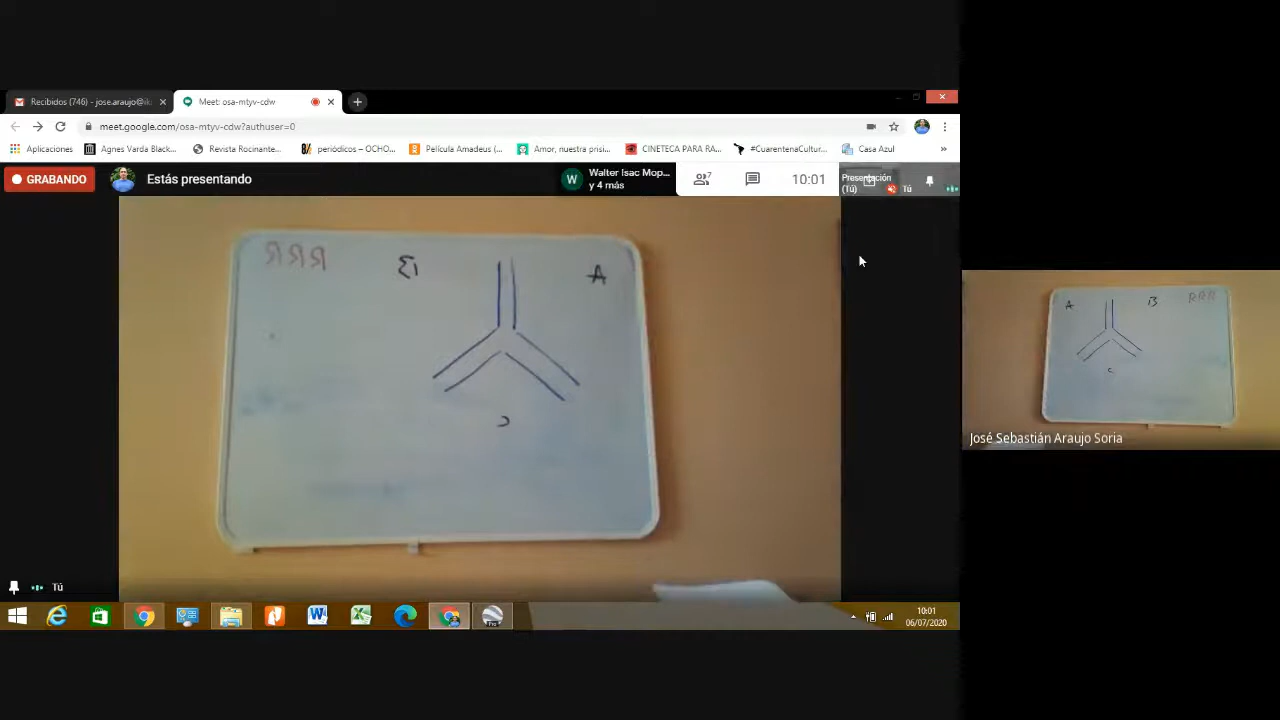 Recibidos (746) - jose.araujo@ik
Meet: osa-mtyv-cdw
meet.google.com/osa-mtyv-cdw?authuser=0
Aplicaciones
Agnes Varda Black...
Revista Rocinante...
periódicos – OCHO...
Película Amadeus (...
Amor, nuestra prisi...
CINETECA PARA RA...
#CuarentenaCultur...
Casa Azul
»
GRABANDO
Estás presentando
W
Walter Isac Mop...
y 4 más
7
10:01
Presentación
(Tú)
Tú
RRR
B
A
C
Tú
A
B
RRR
C
José Sebastián Araujo Soria
10:01
06/07/2020